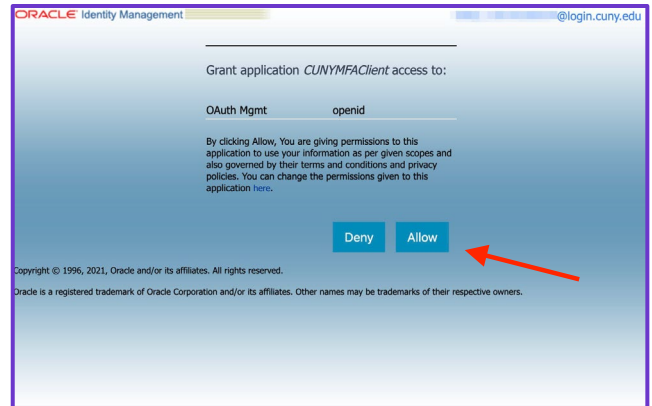 ORACLE Identity Management
@login.cuny.edu
Grant application CUNYMFAClient access to:
OAuth Mgmt openid
By clicking Allow, You are giving permissions to this
application to use your information as per given scopes and
also governed by their terms and conditions and privacy
policies. You can change the permissions given to this
application here.
Deny Allow
Copyright © 1996, 2021, Oracle and/or its affiliates. All rights reserved.
Oracle is a registered trademark of Oracle Corporation and/or its affiliates. Other names may be trademarks of their respective owners.